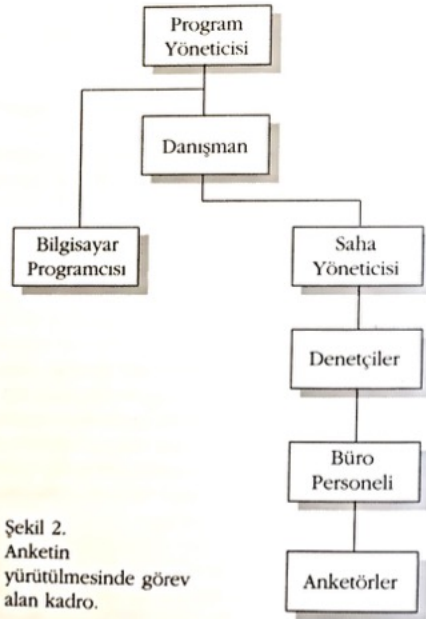 Program
Yöneticisi
Danışman
Bilgisayar
Programcısı
Saha
Yöneticisi
Denetçiler
Büro
Personeli
Anketörler
Şekil 2.
Anketin
yürütülmesinde görev
alan kadro.